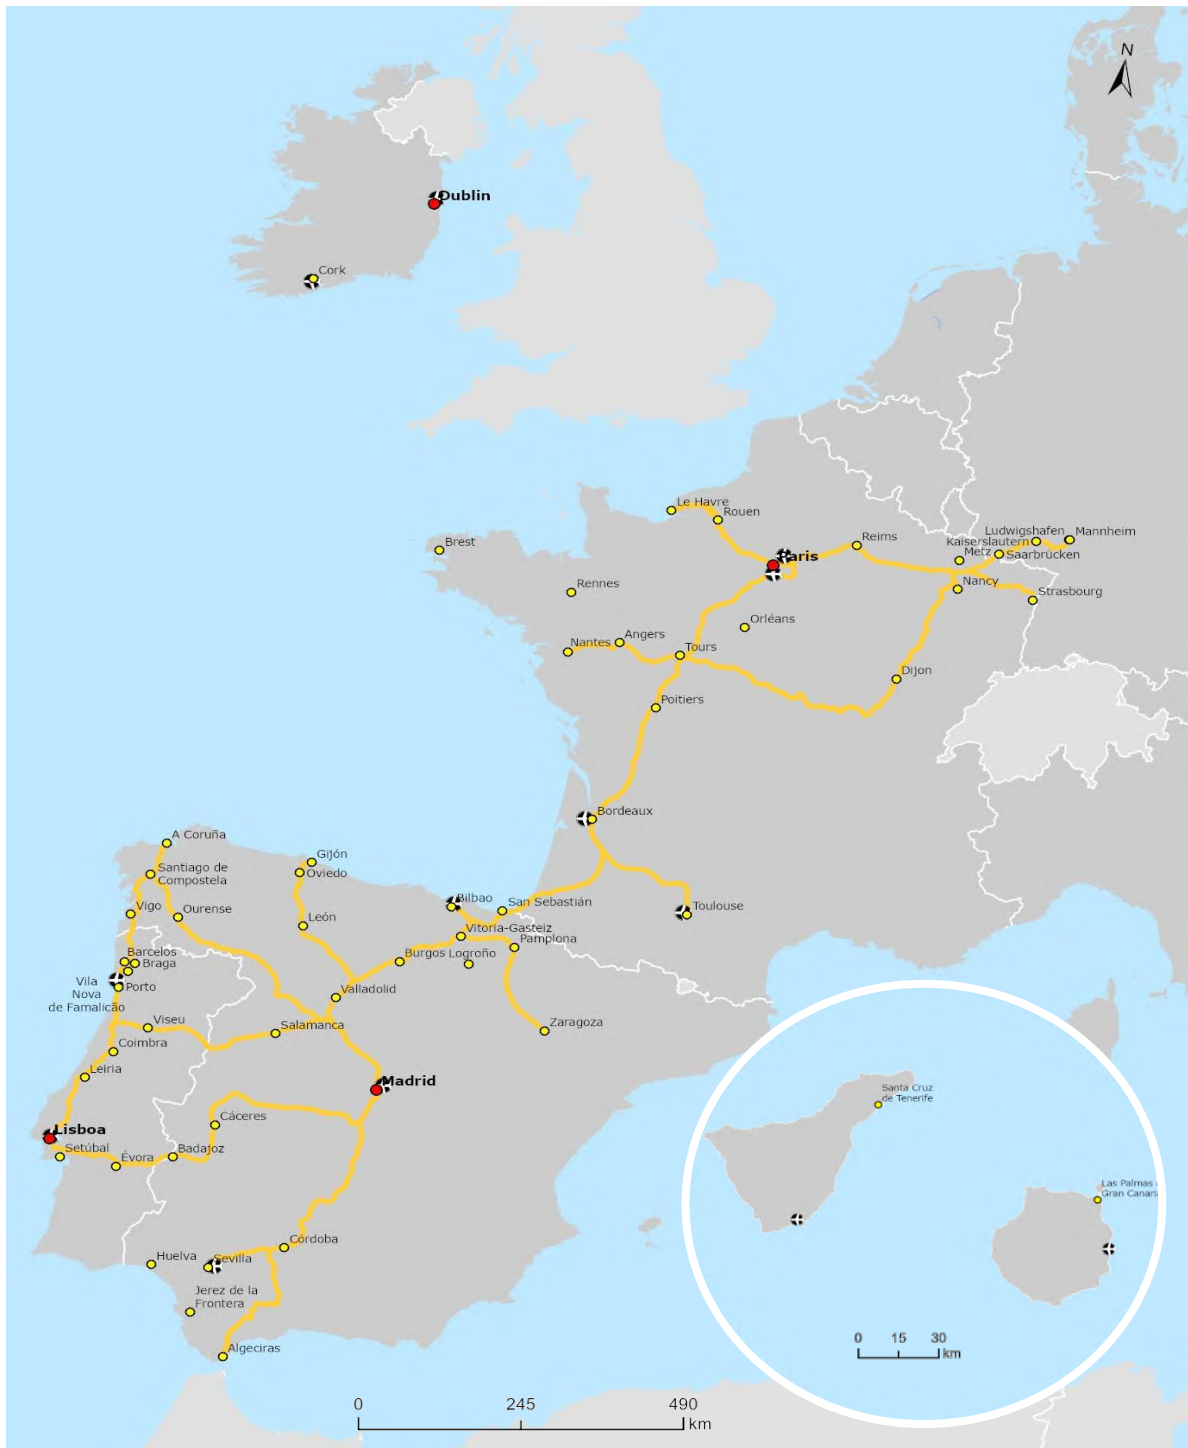 N
Dublin
Cork
Le Havre
Rouen
Brest
Paris
Reims
Ludwigshafen
Mannheim
Kaiserslautern
Metz
Saarbrücken
Nancy
Strasbourg
Rennes
Orléans
Nantes
Angers
Tours
Dijon
Poitiers
Bordeaux
Toulouse
A Coruña
Santiago de
Compostela
Gijón
Oviedo
Bilbao
San Sebastián
Vigo
Ourense
León
Vitoria-Gasteiz
Pamplona
Barcelos
Braga
Burgos
Logroño
Vila
Nova
de Famalicão
Porto
Valladolid
Viseu
Salamanca
Zaragoza
Coimbra
Leiria
Madrid
Lisboa
Cáceres
Setúbal
Évora
Badajoz
Córdoba
Huelva
Sevilla
Jerez de la
Frontera
Algeciras
Santa Cruz
de Tenerife
Las Palmas
Gran Canaria
0 15 30
km
0 245 490
km